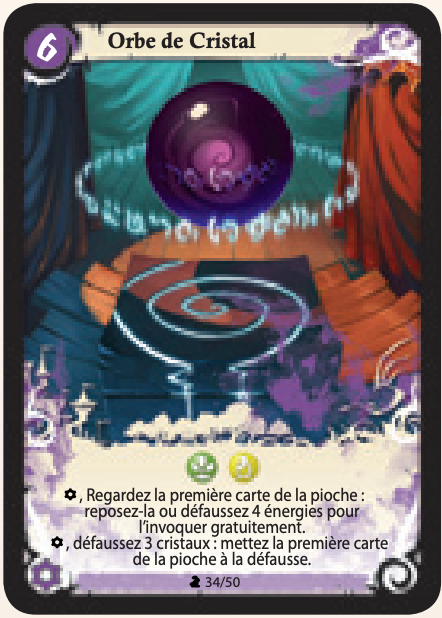 6
Orbe de Cristal
, Regardez la première carte de la pioche :
reposez-la ou défaussez 4 énergies pour
l'invoquer gratuitement.
, défaussez 3 cristaux : mettez la première carte
de la pioche à la défausse.
34/50